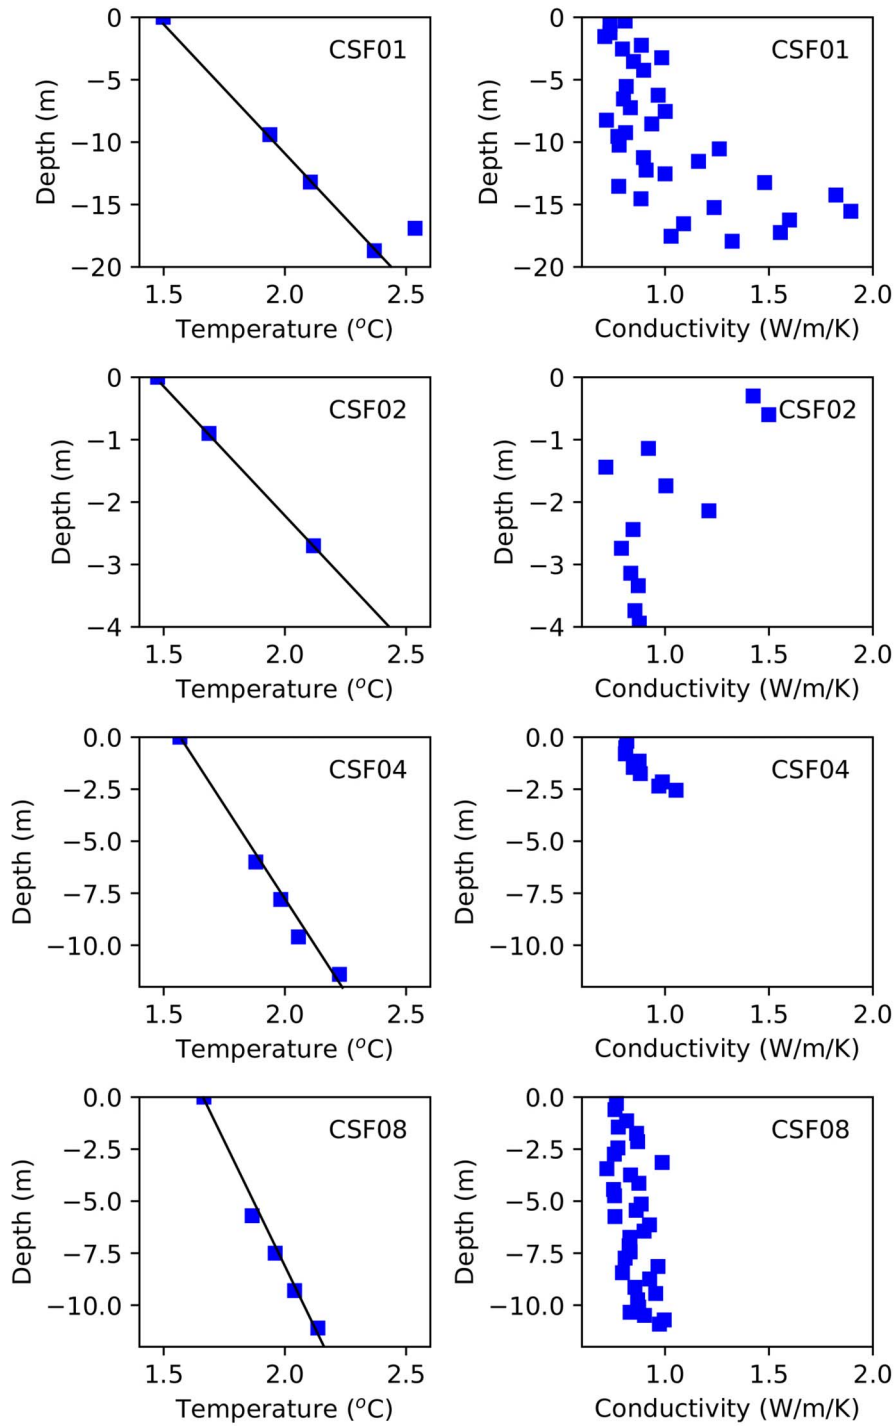 CSF01
Depth (m)
0
−5
−10
−15
−20
1.5 2.0 2.5
Temperature (°C)
CSF01
Depth (m)
0
−5
−10
−15
−20
1.0 1.5 2.0
Conductivity (W/m/K)
CSF02
Depth (m)
0
−1
−2
−3
−4
1.5 2.0 2.5
Temperature (°C)
CSF02
Depth (m)
0
−1
−2
−3
−4
1.0 1.5 2.0
Conductivity (W/m/K)
CSF04
Depth (m)
0.0
−2.5
−5.0
−7.5
−10.0
1.5 2.0 2.5
Temperature (°C)
CSF04
Depth (m)
0.0
−2.5
−5.0
−7.5
−10.0
1.0 1.5 2.0
Conductivity (W/m/K)
CSF08
Depth (m)
0.0
−2.5
−5.0
−7.5
−10.0
1.5 2.0 2.5
Temperature (°C)
CSF08
Depth (m)
0.0
−2.5
−5.0
−7.5
−10.0
1.0 1.5 2.0
Conductivity (W/m/K)